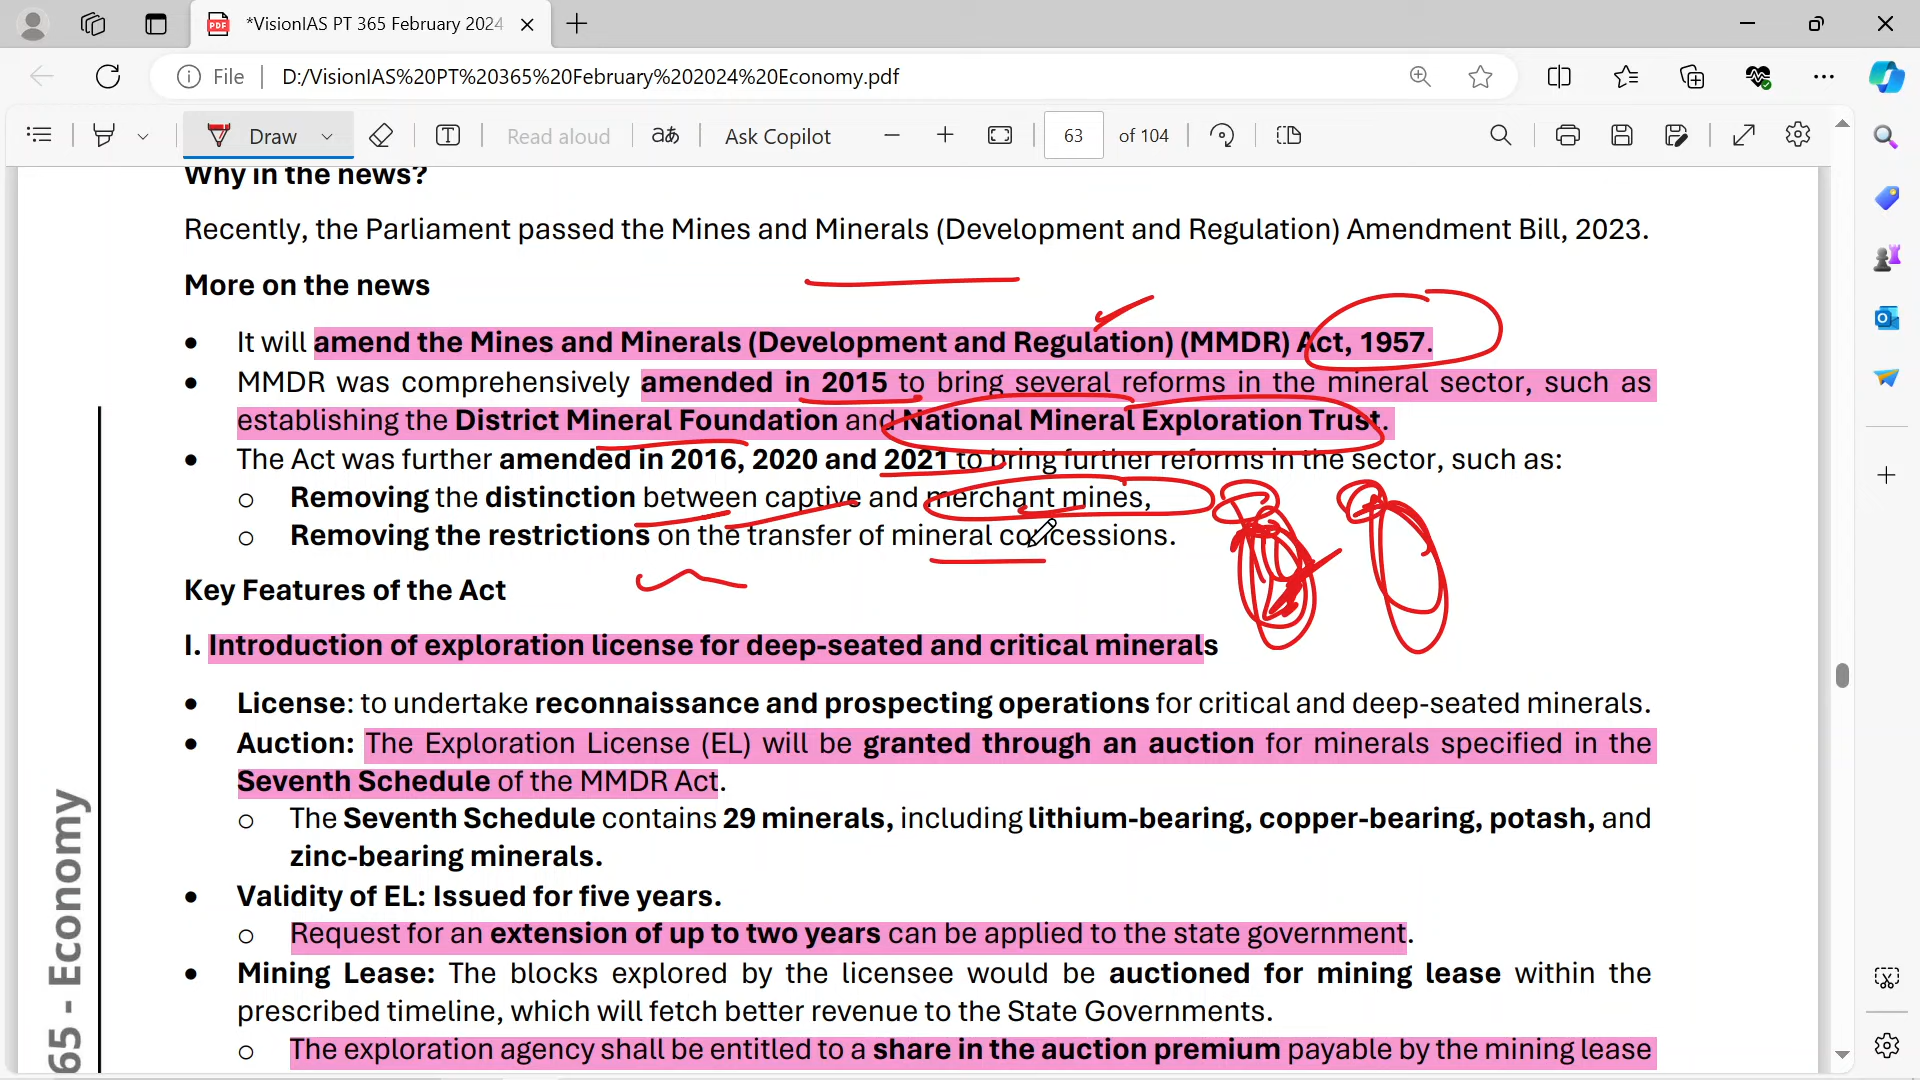 *VisionIAS PT 365 February 2024
File
D:/VisionIAS%20PT%20365%20February%202024%20Economy.pdf
Draw
Read aloud
Ask Copilot
63
of 104
Why in the news?
Recently, the Parliament passed the Mines and Minerals (Development and Regulation) Amendment Bill, 2023.
More on the news
• It will amend the Mines and Minerals (Development and Regulation) (MMDR) Act, 1957.
• MMDR was comprehensively amended in 2015 to bring several reforms in the mineral sector, such as
establishing the District Mineral Foundation and National Mineral Exploration Trust.
• The Act was further amended in 2016, 2020 and 2021 to bring further reforms in the sector, such as:
o Removing the distinction between captive and merchant mines,
o Removing the restrictions on the transfer of mineral concessions.
Key Features of the Act
I. Introduction of exploration license for deep-seated and critical minerals
• License: to undertake reconnaissance and prospecting operations for critical and deep-seated minerals.
• Auction: The Exploration License (EL) will be granted through an auction for minerals specified in the
Seventh Schedule of the MMDR Act.
o The Seventh Schedule contains 29 minerals, including lithium-bearing, copper-bearing, potash, and
zinc-bearing minerals.
• Validity of EL: Issued for five years.
o Request for an extension of up to two years can be applied to the state government.
• Mining Lease: The blocks explored by the licensee would be auctioned for mining lease within the
prescribed timeline, which will fetch better revenue to the State Governments.
o The exploration agency shall be entitled to a share in the auction premium payable by the mining lease
65 - Economy